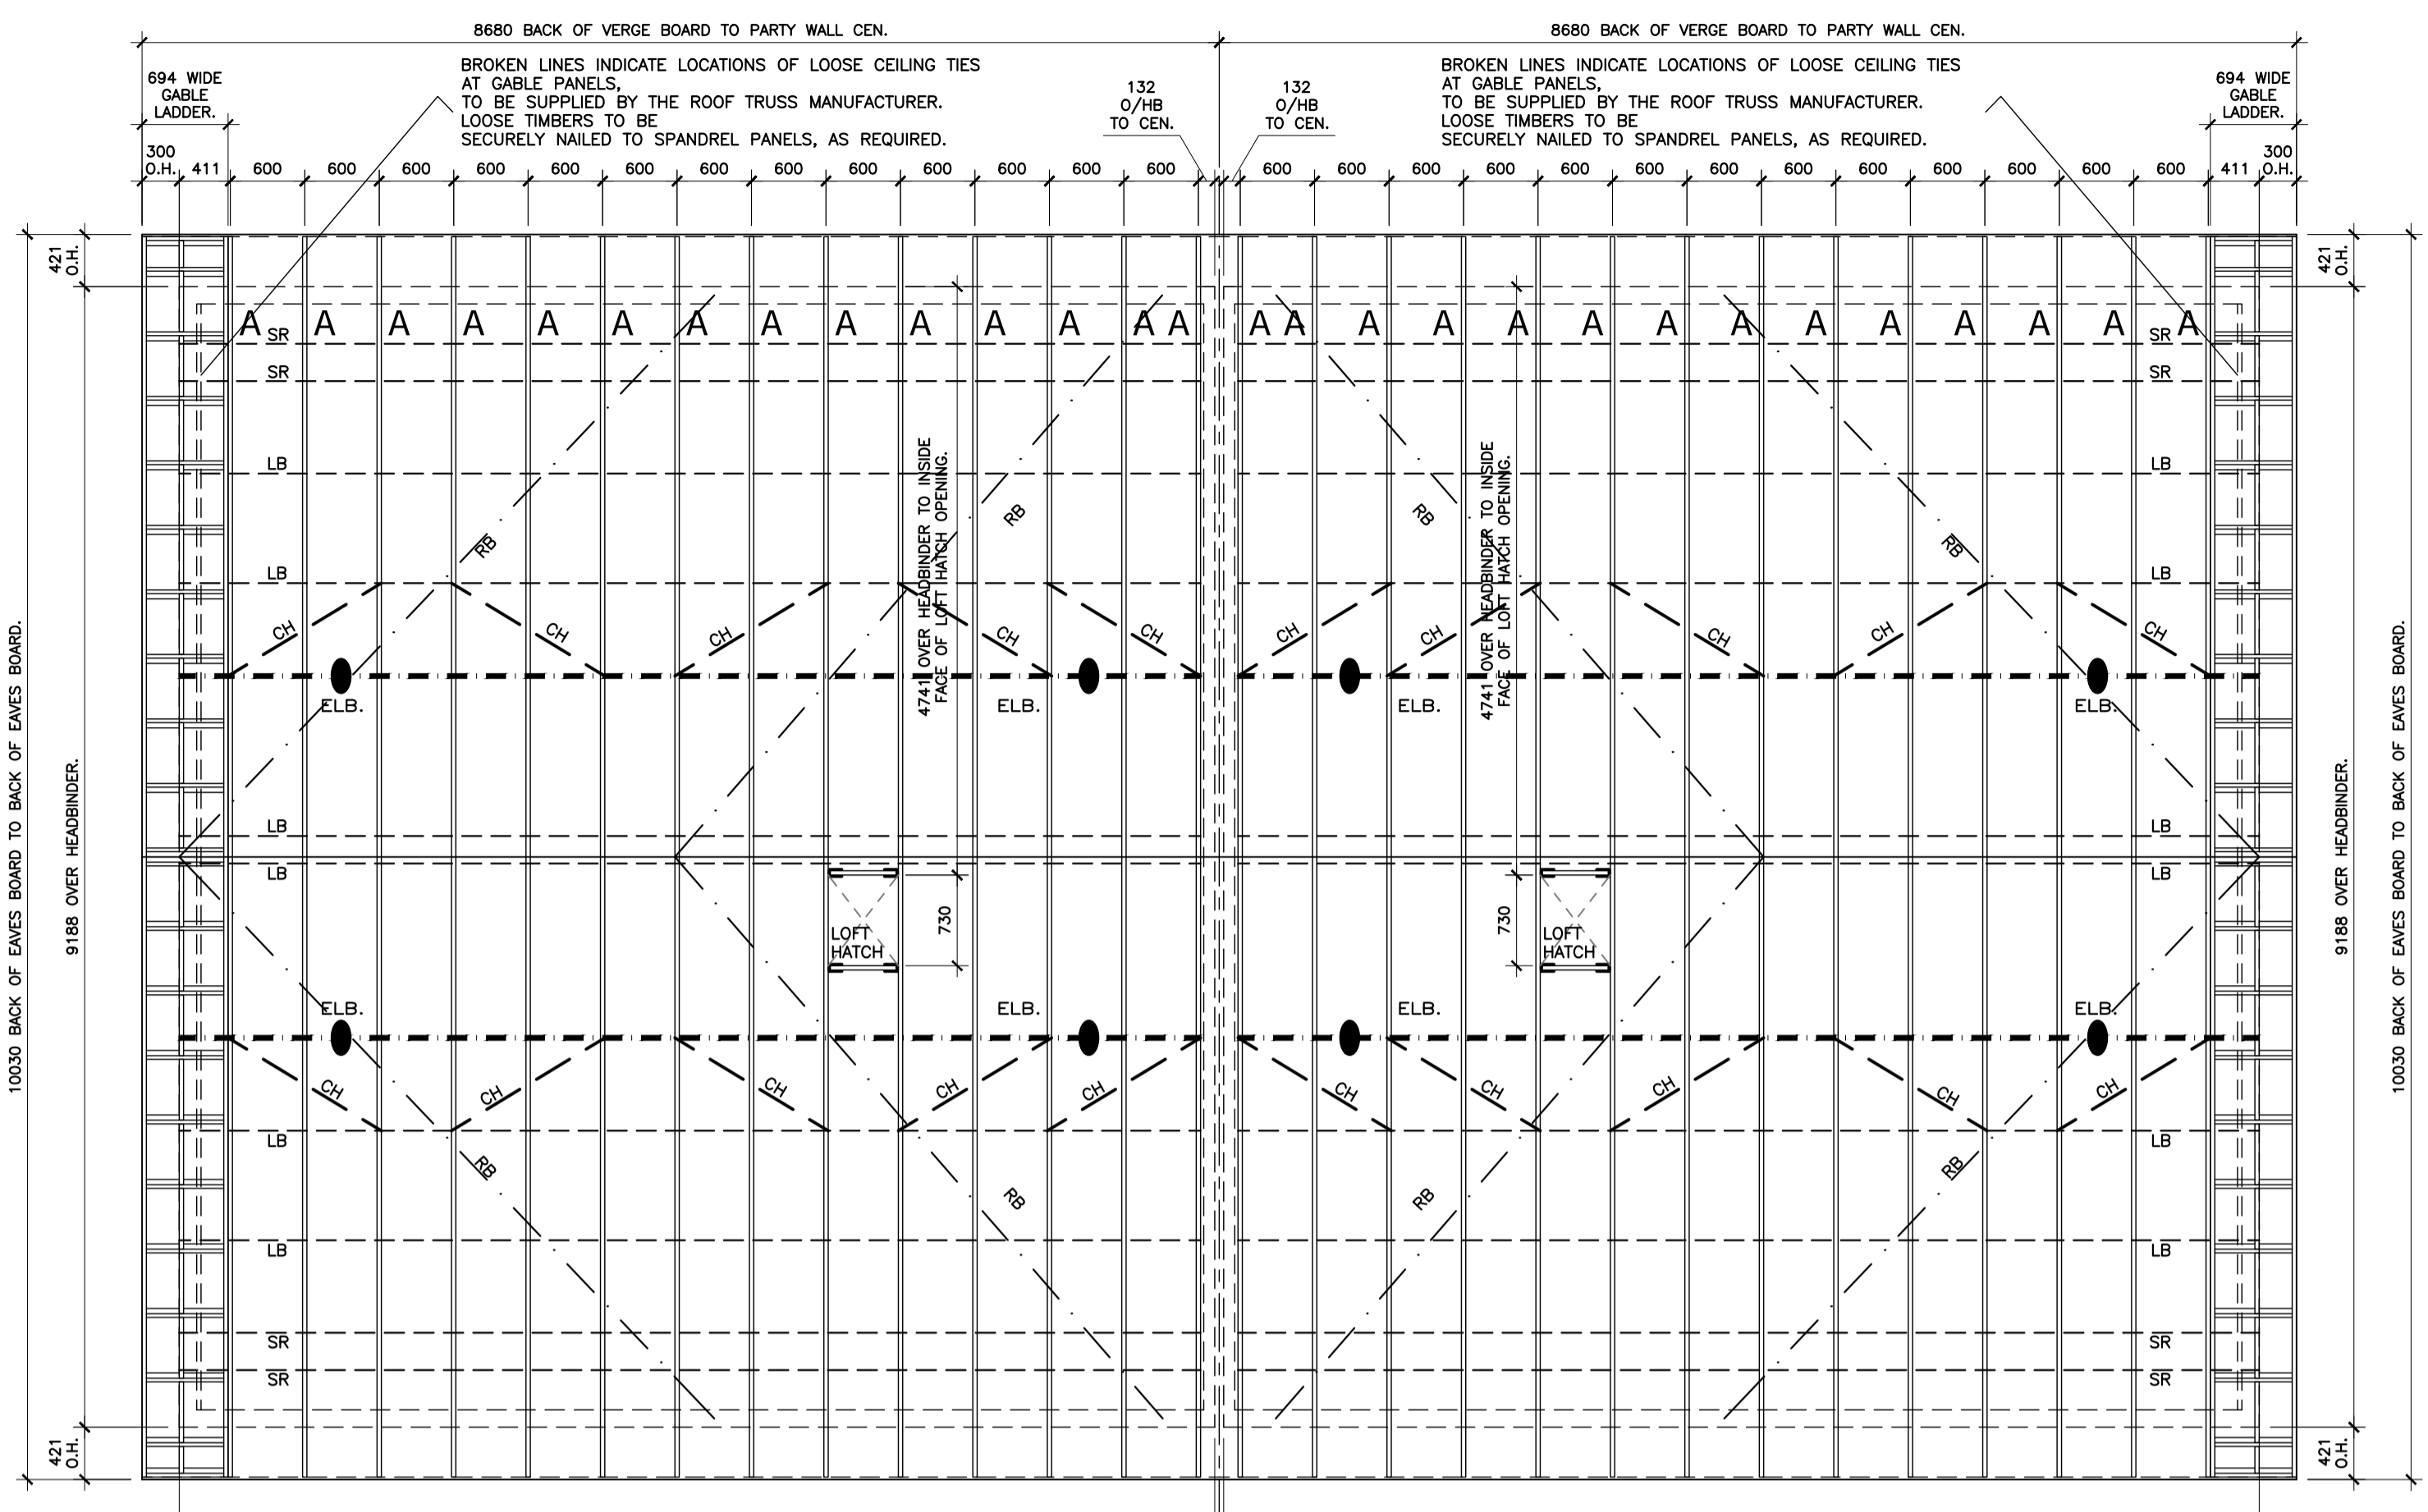 8680 BACK OF VERGE BOARD TO PARTY WALL CEN.
8680 BACK OF VERGE BOARD TO PARTY WALL CEN.
694 WIDE
GABLE
LADDER.
BROKEN LINES INDICATE LOCATIONS OF LOOSE CEILING TIES
AT GABLE PANELS,
TO BE SUPPLIED BY THE ROOF TRUSS MANUFACTURER.
LOOSE TIMBERS TO BE
SECURELY NAILED TO SPANDREL PANELS, AS REQUIRED.
132
O/HB
TO CEN.
132
O/HB
TO CEN.
BROKEN LINES INDICATE LOCATIONS OF LOOSE CEILING TIES
AT GABLE PANELS,
TO BE SUPPLIED BY THE ROOF TRUSS MANUFACTURER.
LOOSE TIMBERS TO BE
SECURELY NAILED TO SPANDREL PANELS, AS REQUIRED.
694 WIDE
GABLE
LADDER.
300
O.H.
411 600 600 600 600 600 600 600 600 600 600 600 600 600
600 600 600 600 600 600 600 600 600 600 600 600 600 411
300
O.H.
421
O.H.
421
O.H.
A A A A A A A A A A A A A A
A A A A A A A A A A A A A A
SR SR
SR SR
LB LB
4741 OVER HEADBINDER TO INSIDE
FACE OF LOFT HATCH OPENING.
4741 OVER HEADBINDER TO INSIDE
FACE OF LOFT HATCH OPENING.
RB RB RB RB
LB LB
CH CH CH CH CH CH CH CH CH CH
ELB. ELB. ELB. ELB.
10030 BACK OF EAVES BOARD TO BACK OF EAVES BOARD.
9188 OVER HEADBINDER.
9188 OVER HEADBINDER.
10030 BACK OF EAVES BOARD TO BACK OF EAVES BOARD.
LB LB
LB LB
LOFT
HATCH
730
730
LOFT
HATCH
ELB. ELB. ELB. ELB.
CH CH CH CH CH CH CH CH CH CH
LB LB
RB RB RB RB
LB LB
SR SR
SR SR
421
O.H.
421
O.H.